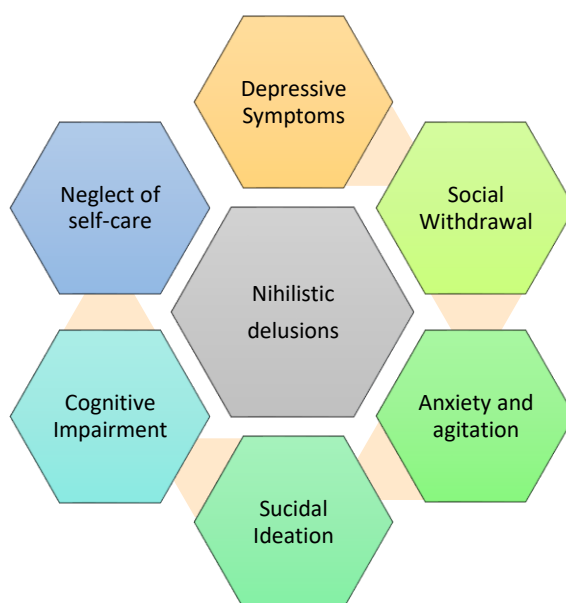 Depressive
Symptoms
Neglect of
self-care
Social
Withdrawal
Nihilistic
delusions
Cognitive
Impairment
Anxiety and
agitation
Sucidal
Ideation